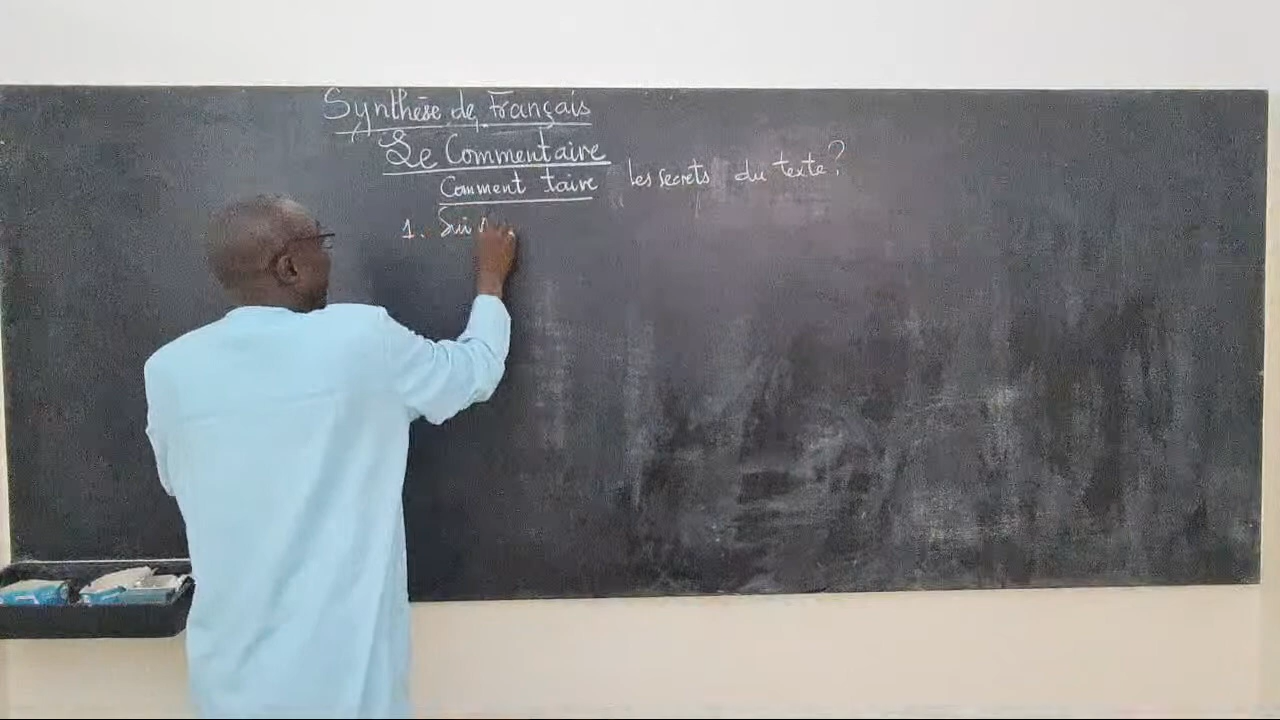 Synthèse de Français
Le Commentaire
Comment taire les secrets du texte?
1. Sui